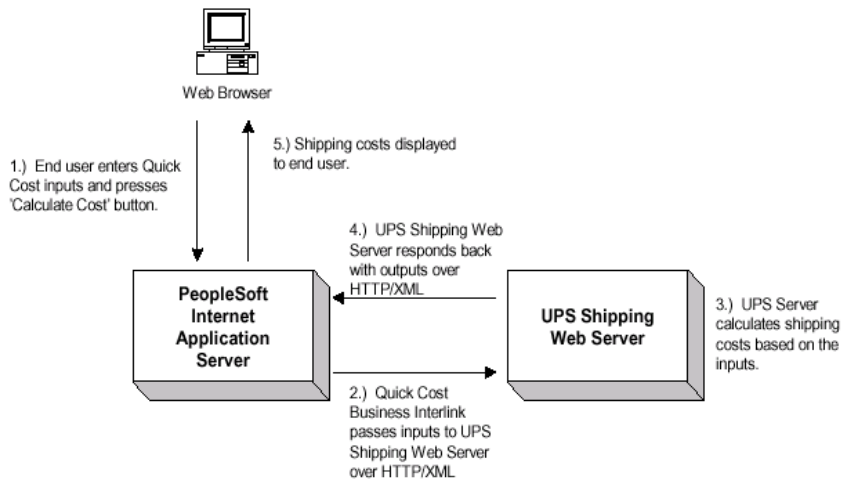 Web Browser
1.)  End user enters Quick
Cost inputs and presses
'Calculate Cost' button.
5.) Shipping costs displayed
to end user.
4.)  UPS Shipping Web
Server responds back
with outputs over
HTTP/XML
PeopleSoft
Internet
Application
Server
UPS Shipping
Web Server
3.)  UPS Server
calculates shipping
costs based on the
inputs.
2.)  Quick Cost
Business Interlink
passes inputs to UPS
Shipping Web Server
over HTTP/XML